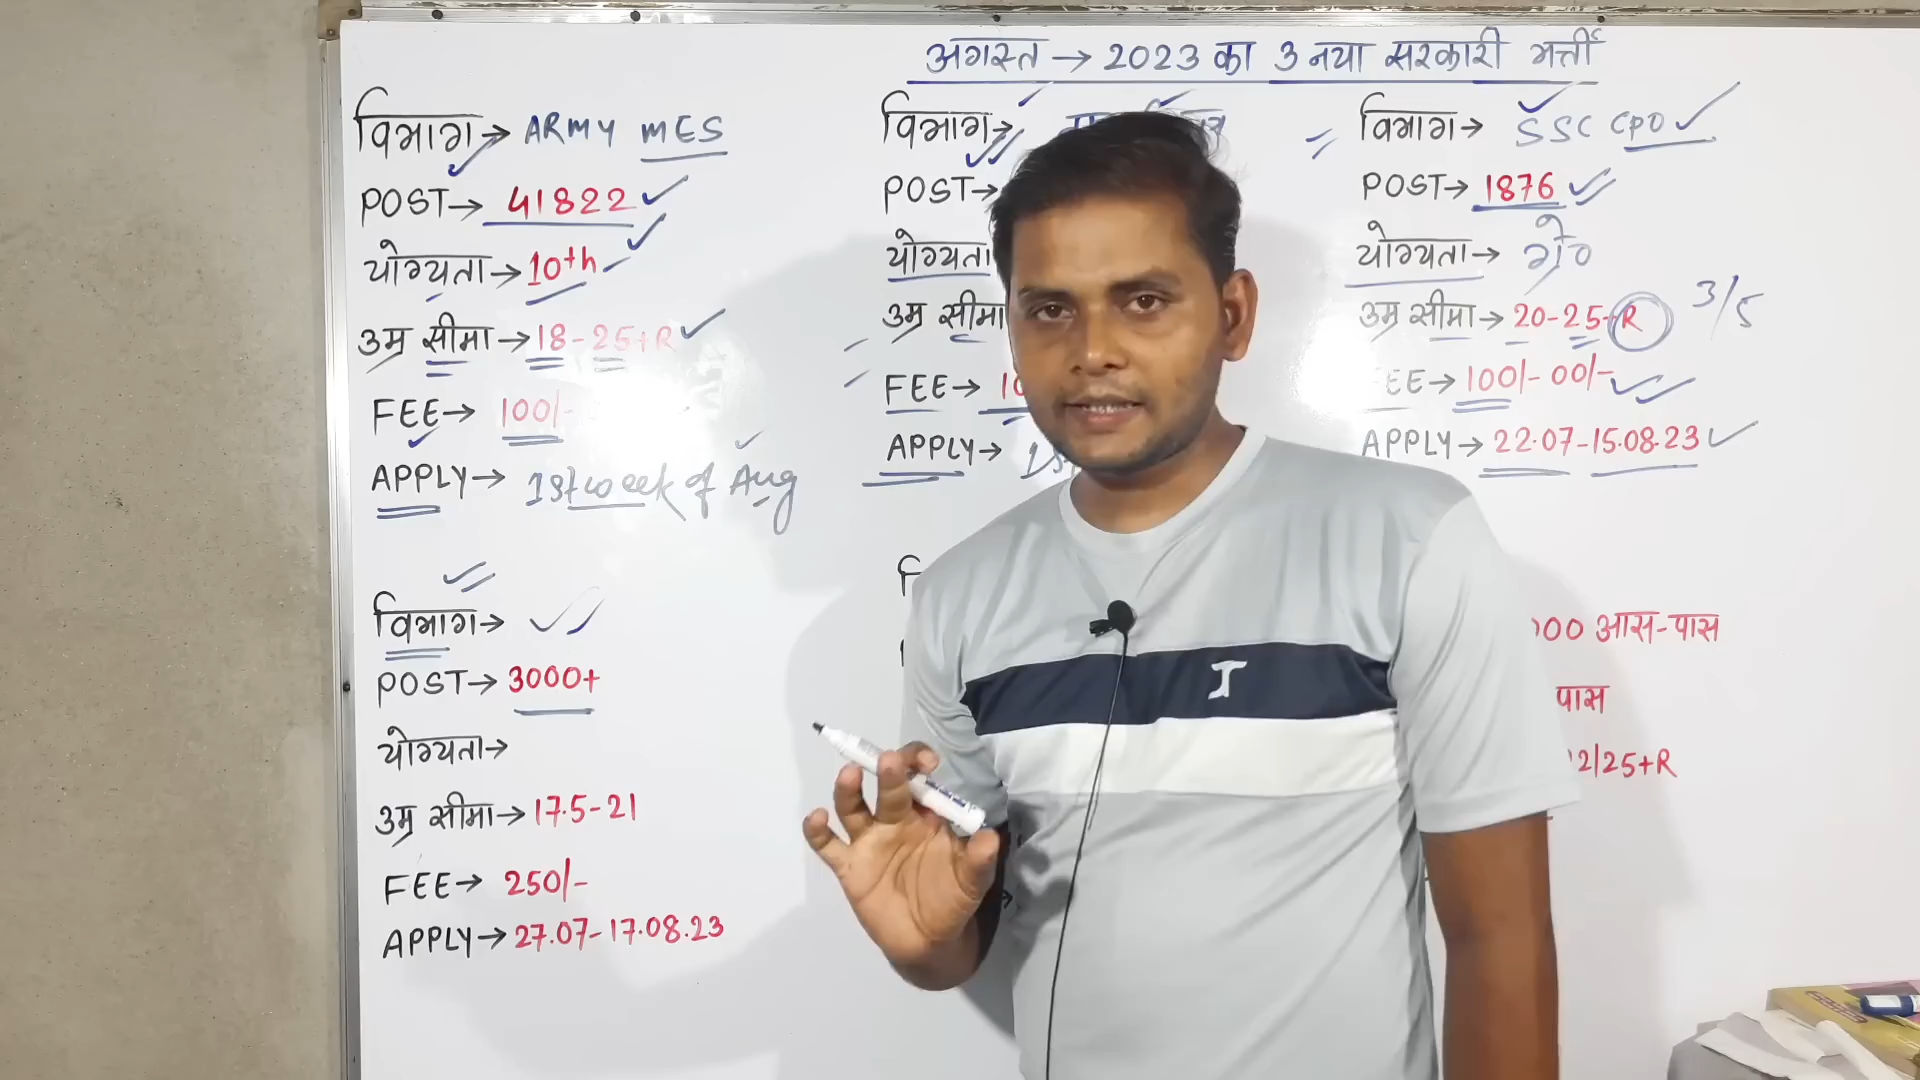 अगस्त → 2023 का 3 नया सरकारी भर्ती
विभाग → ARMY MES
POST → 41822
योग्यता → 10th
उम्र सीमा → 18-25+R
FEE → 100/-
APPLY → 1st week of Aug
विभाग →
POST →
योग्यता
उम्र सीमा
FEE → 10
APPLY → 1st
विभाग → SSC CPO
POST → 1876
योग्यता → ग्रे०
उम्र सीमा → 20-25+R 3/5
FEE → 100/- 00/-
APPLY → 22.07-15.08.23
विभाग →
POST → 3000+
योग्यता →
उम्र सीमा → 17.5-21
FEE → 250/-
APPLY → 27.07-17.08.23
00 आस-पास
पास
2/25+R